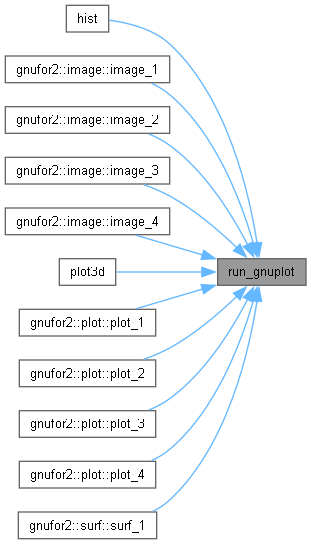 hist
gnufor2::image::image_1
gnufor2::image::image_2
gnufor2::image::image_3
gnufor2::image::image_4
run_gnuplot
plot3d
gnufor2::plot::plot_1
gnufor2::plot::plot_2
gnufor2::plot::plot_3
gnufor2::plot::plot_4
gnufor2::surf::surf_1